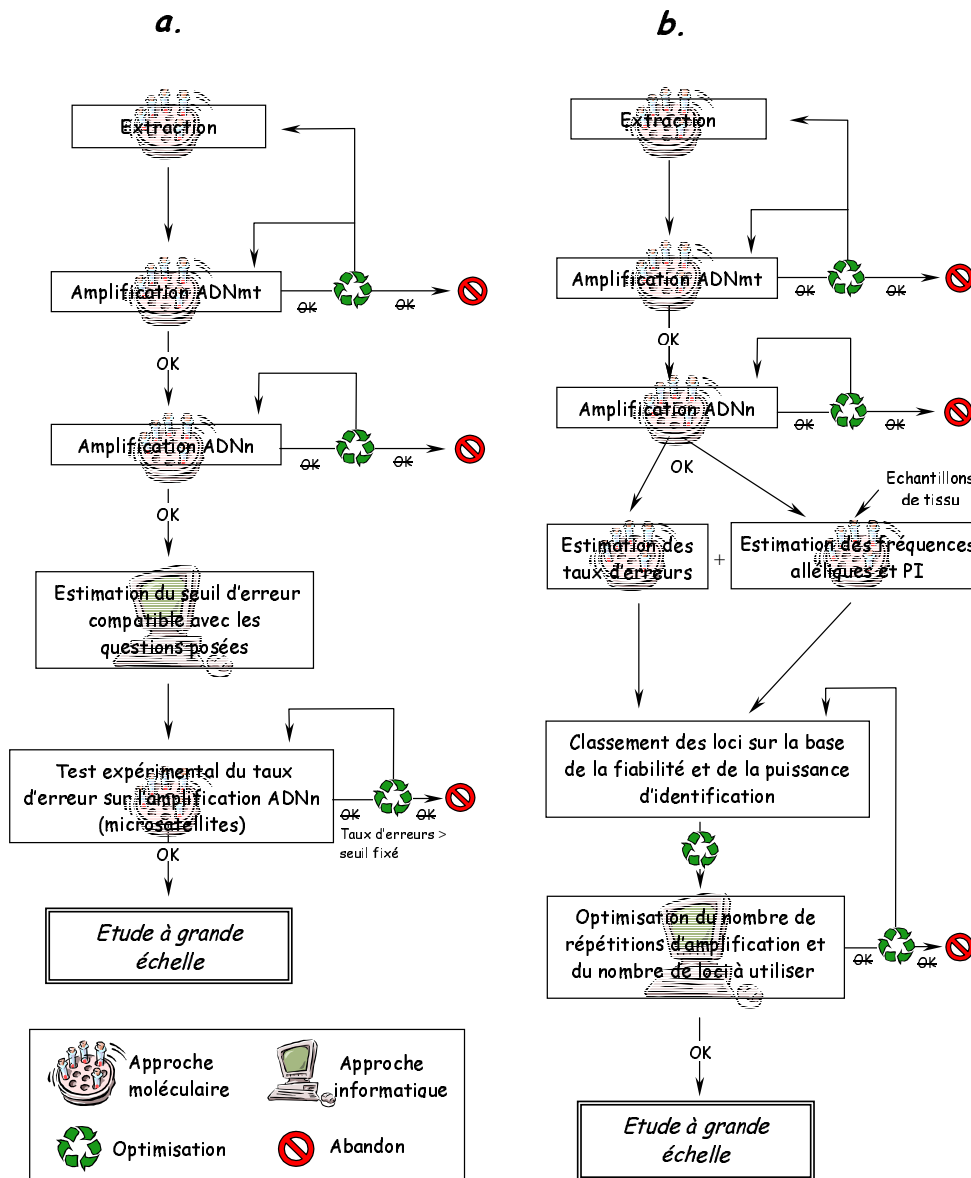 a.
Extraction
Amplification ADNmt
OK
OK
OK
Amplification ADNn
OK
OK
OK
Estimation du seuil d'erreur
compatible avec les
questions posées
Test expérimental du taux
d'erreur sur l'amplification ADNn
(microsatellites)
OK
OK
Taux d'erreurs >
seuil fixé
OK
Etude à grande
échelle
Approche
moléculaire
Approche
informatique
Optimisation
Abandon
b.
Extraction
Amplification ADNmt
OK
OK
OK
Amplification ADNn
OK
OK
OK
Echantillons
de tissu
Estimation des
taux d'erreurs
+
Estimation des fréquences
alléliques et PI
Classement des loci sur la base
de la fiabilité et de la puissance
d'identification
Optimisation du nombre de
répétitions d'amplification et
du nombre de loci à utiliser
OK
OK
OK
Etude à grande
échelle